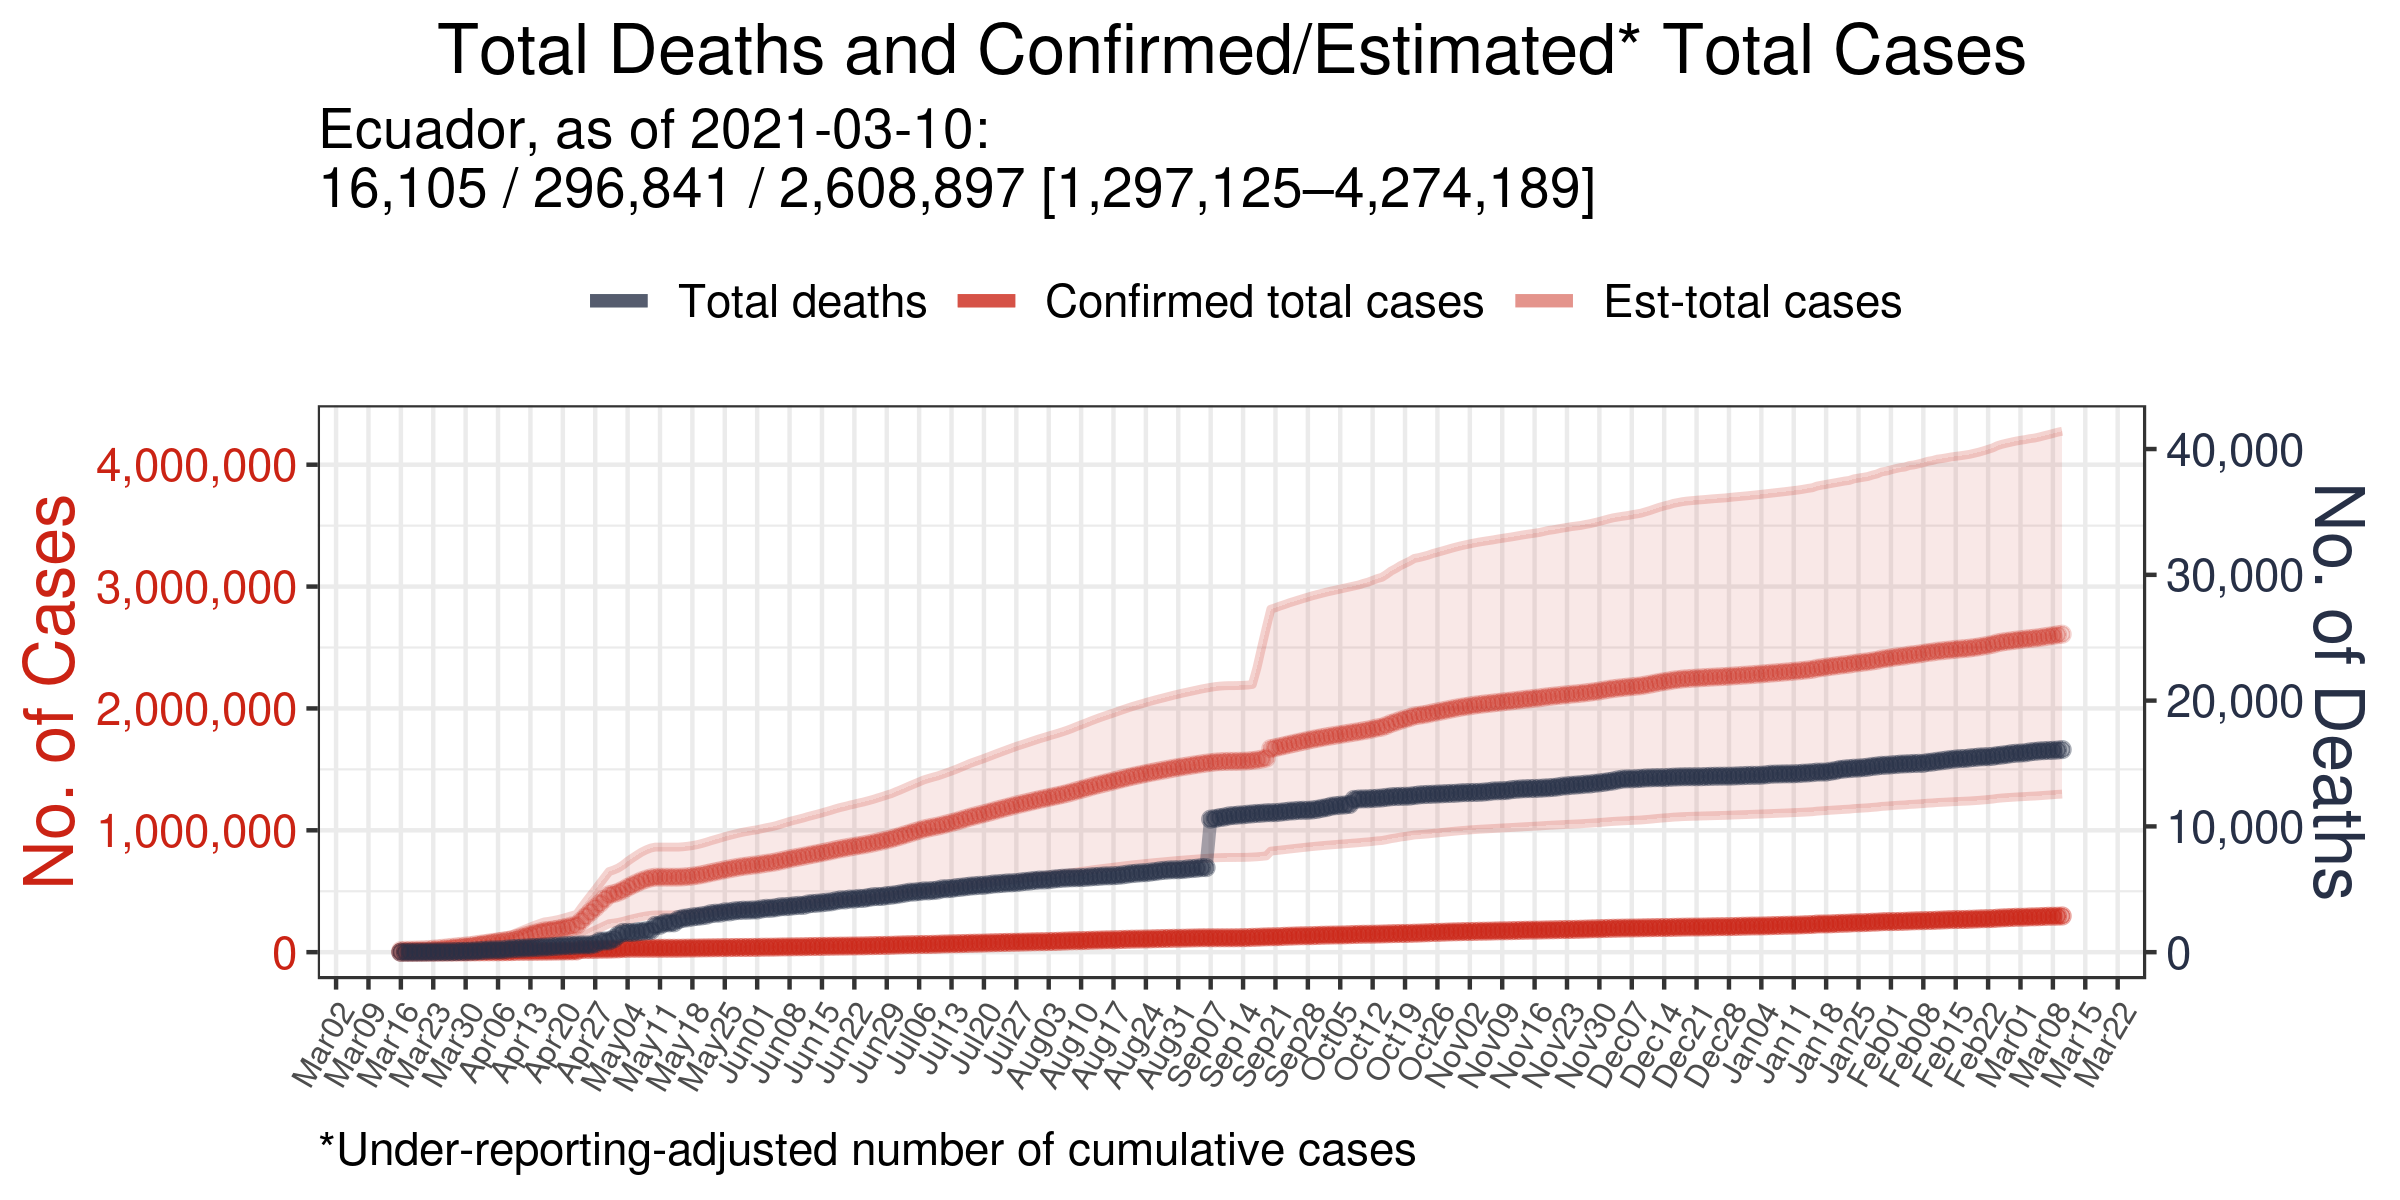 Total Deaths and Confirmed/Estimated* Total Cases
Ecuador, as of 2021-03-10:
16,105 / 296,841 / 2,608,897 [1,297,125–4,274,189]
Total deaths
Confirmed total cases
Est-total cases
No. of Cases
4,000,000
3,000,000
2,000,000
1,000,000
0
40,000
30,000
20,000
10,000
0
No. of Deaths
Mar02
Mar09
Mar16
Mar23
Mar30
Apr06
Apr13
Apr20
Apr27
May04
May11
May18
May25
Jun01
Jun08
Jun15
Jun22
Jun29
Jul06
Jul13
Jul20
Jul27
Aug03
Aug10
Aug17
Aug24
Aug31
Sep07
Sep14
Sep21
Sep28
Oct05
Oct12
Oct19
Oct26
Nov02
Nov09
Nov16
Nov23
Nov30
Dec07
Dec14
Dec21
Dec28
Jan04
Jan11
Jan18
Jan25
Feb01
Feb08
Feb15
Feb22
Mar01
Mar08
Mar15
Mar22
*Under-reporting-adjusted number of cumulative cases